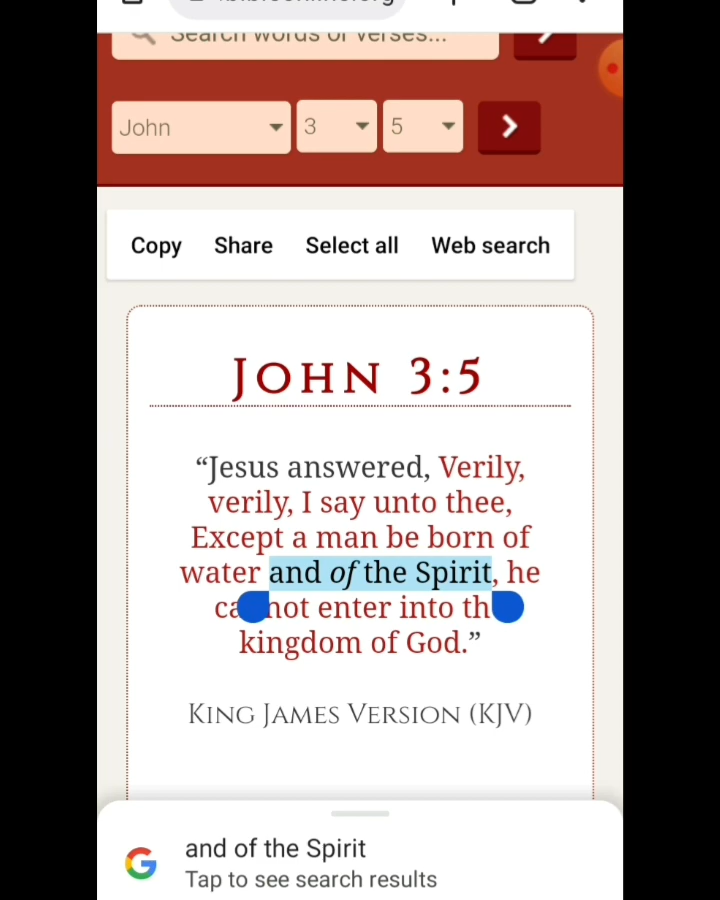 Search words or verses...
John 3 5
Copy Share Select all Web search
JOHN 3:5
“Jesus answered, Verily,
verily, I say unto thee,
Except a man be born of
water and of the Spirit, he
cannot enter into th
kingdom of God.”
KING JAMES VERSION (KJV)
and of the Spirit
Tap to see search results